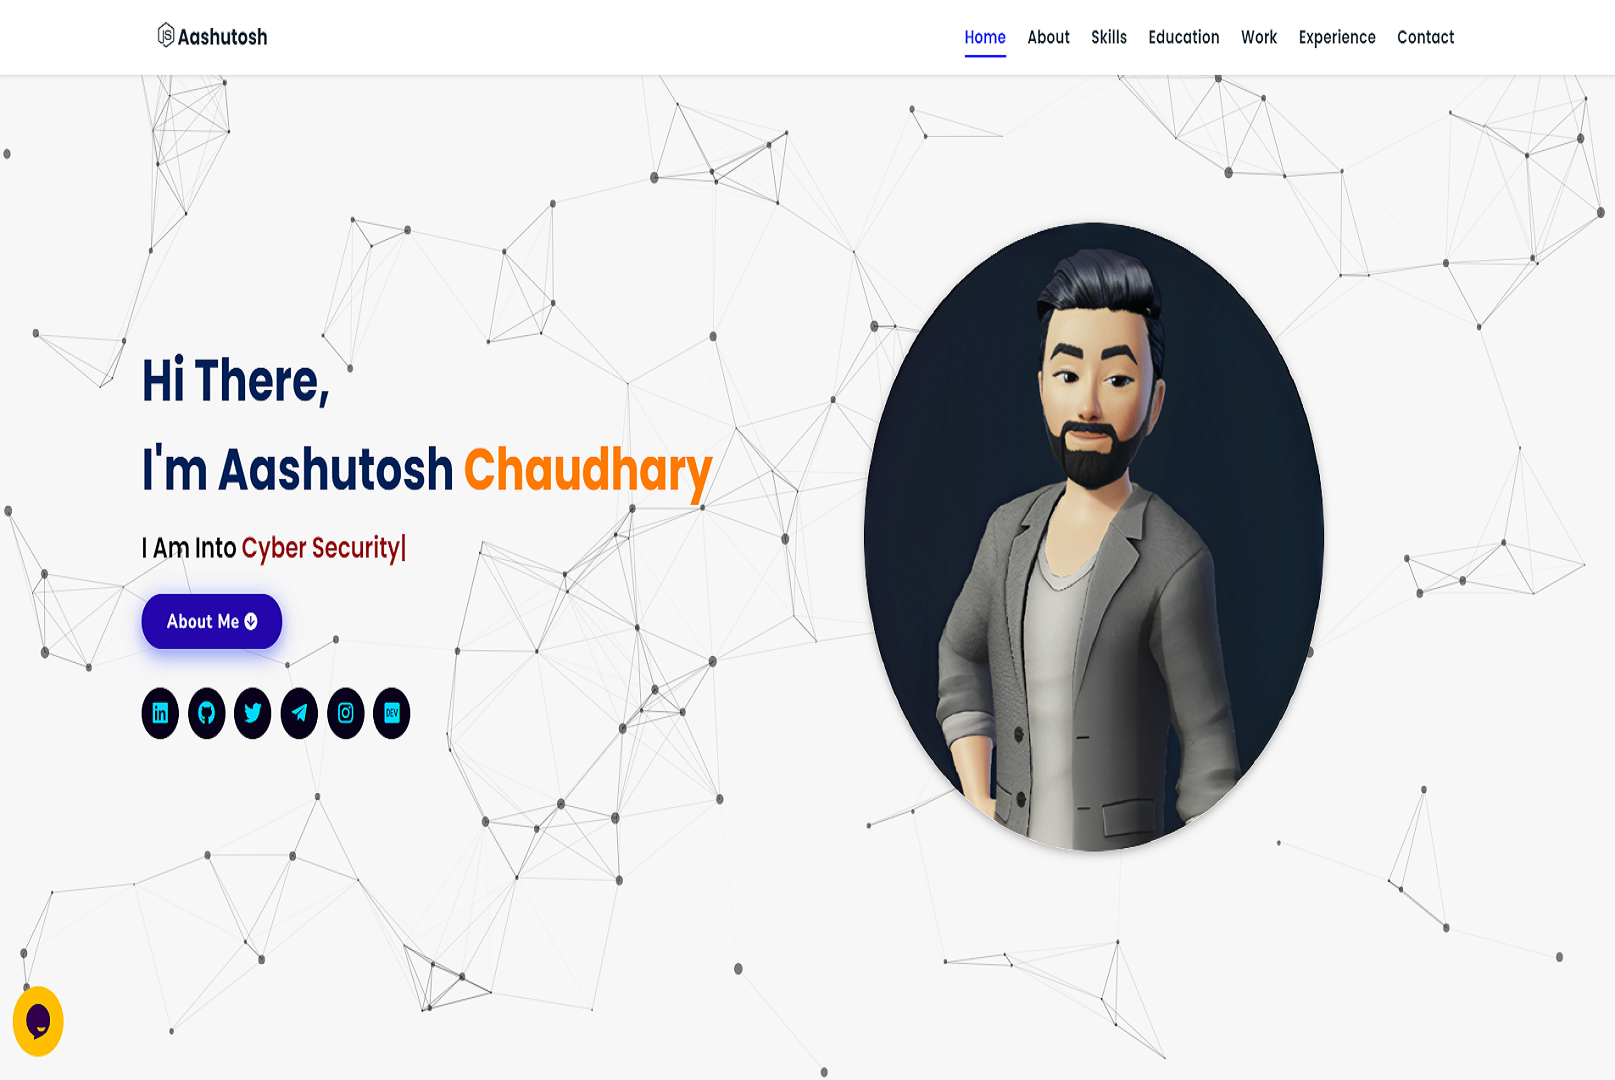 Aashutosh
Home About Skills Education Work Experience Contact
Hi There,
I'm Aashutosh Chaudhary
I Am Into Cyber Security|
About Me
in DEV